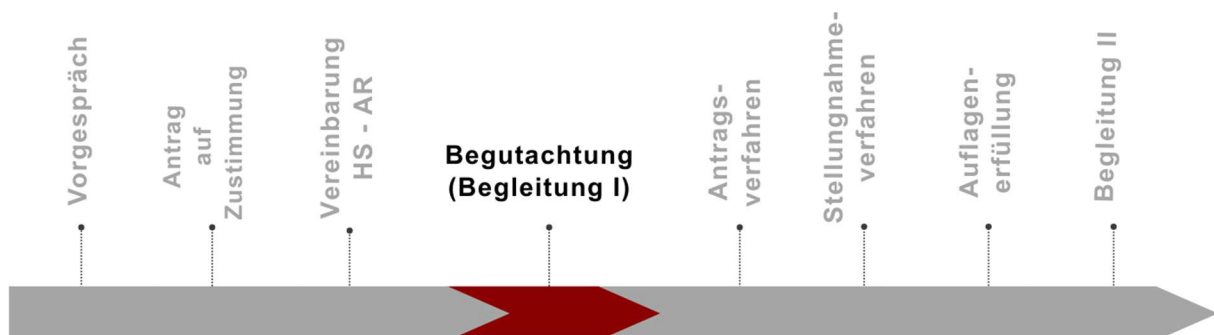 Vorgespräch
Antrag
auf
Zustimmung
Vereinbarung
HS - AR
Begutachtung
(Begleitung I)
Antrags-
verfahren
Stellungnahme-
verfahren
Auflagen-
erfüllung
Begleitung II